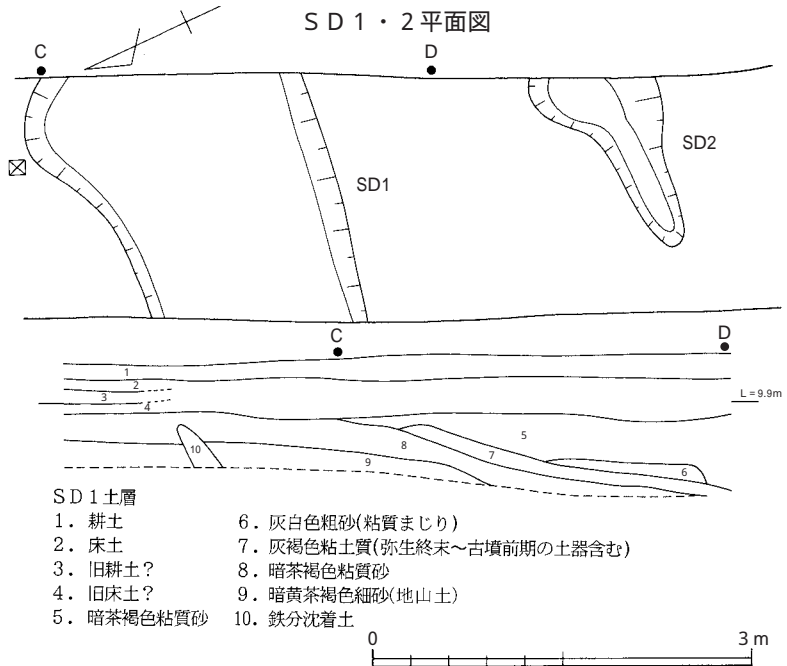 ＳＤ１・２平面図
C
D
SD1
SD2
C
D
1
2
3
4
5
6
7
8
9
10
L=9.9m
ＳＤ１土層
1．耕土
2．床土
3．旧耕土？
4．旧床土？
5．暗茶褐色粘質砂
6．灰白色粗砂(粘質まじり)
7．灰褐色粘土質(弥生終末～古墳前期の土器含む)
8．暗茶褐色粘質砂
9．暗黄茶褐色細砂(地山土)
10．鉄分沈着土
0
3 m